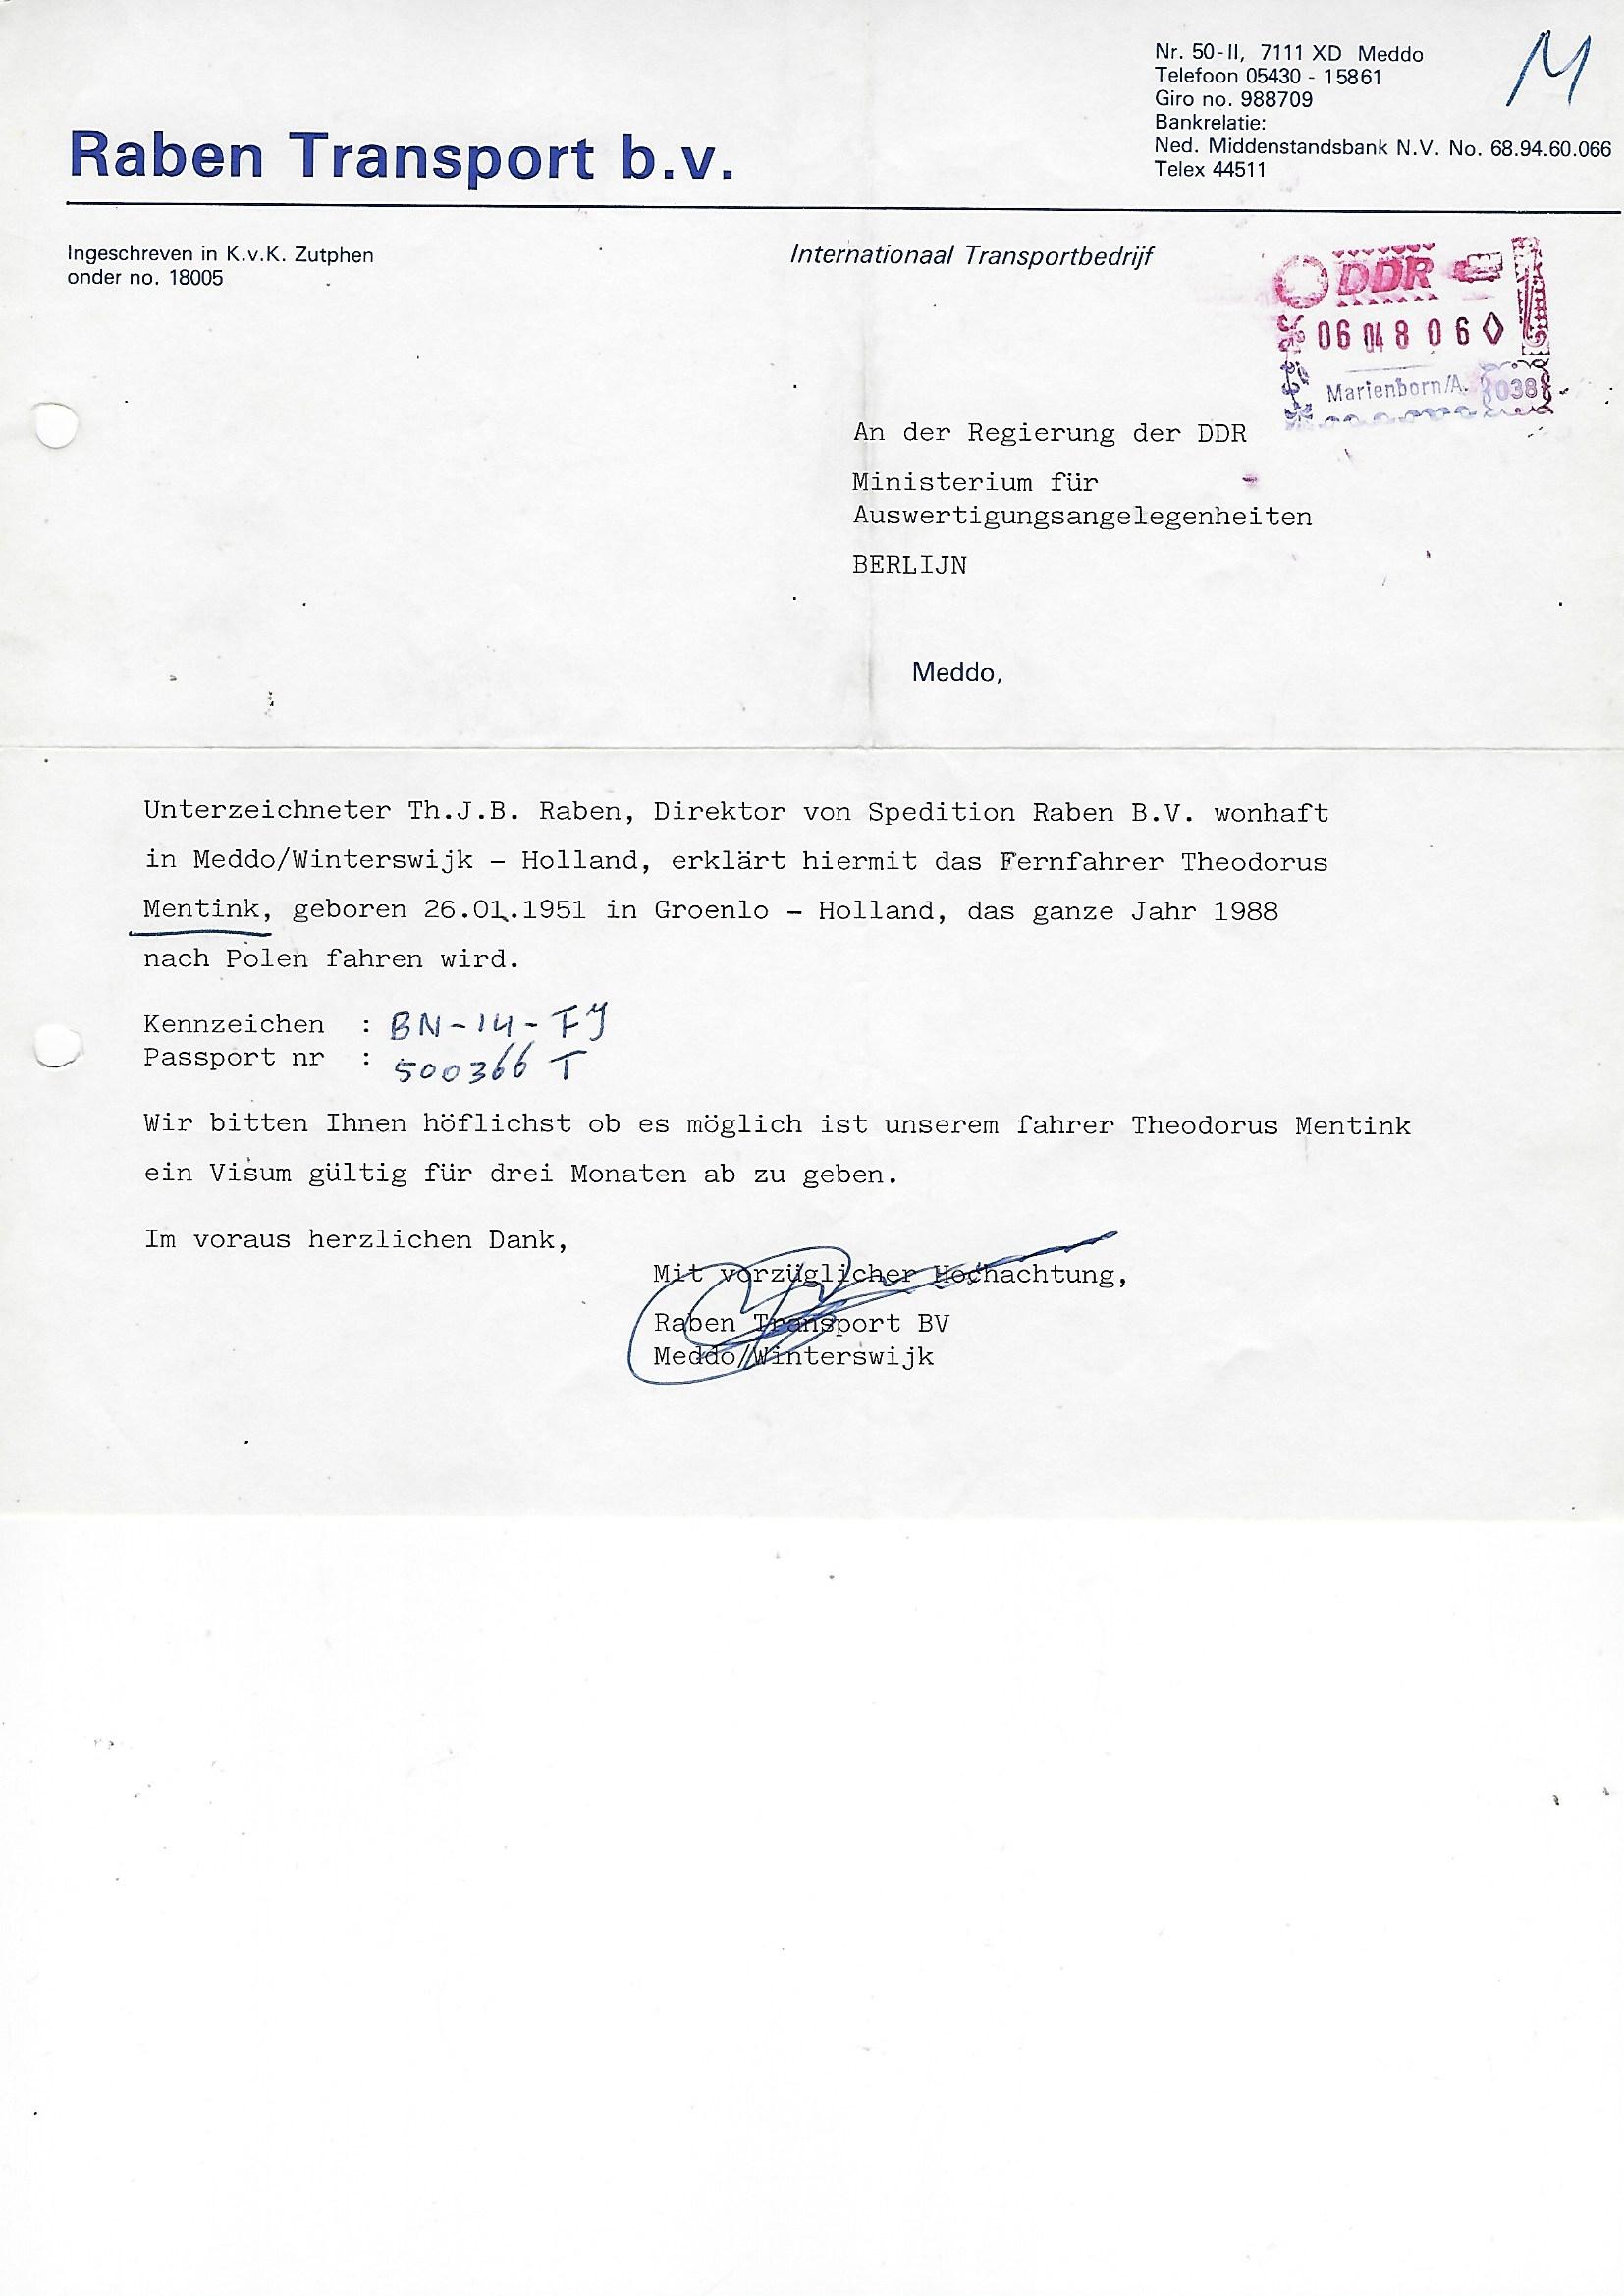 Nr. 50-II, 7111 XD Meddo
Telefoon 05430 - 15861
Giro no. 988709
Bankrelatie:
Ned. Middenstandsbank N.V. No. 68.94.60.066
Telex 44511
M
Raben Transport b.v.
Ingeschreven in K.v.K. Zutphen
onder no. 18005
Internationaal Transportbedrijf
DDR
06 04 8 0 6 ◊
Marienborn/A. 038
An der Regierung der DDR
Ministerium für
Auswertigungsangelegenheiten
BERLIJN
Meddo,
Unterzeichneter Th.J.B. Raben, Direktor von Spedition Raben B.V. wonhaft
in Meddo/Winterswijk - Holland, erklärt hiermit das Fernfahrer Theodorus
Mentink, geboren 26.01.1951 in Groenlo - Holland, das ganze Jahr 1988
nach Polen fahren wird.
Kennzeichen : BN-14-FY
Passport nr : 500366 T
Wir bitten Ihnen höflichst ob es möglich ist unserem fahrer Theodorus Mentink
ein Visum gültig für drei Monaten ab zu geben.
Im voraus herzlichen Dank,
Mit vorzüglicher Hochachtung,
Raben Transport BV
Meddo/Winterswijk